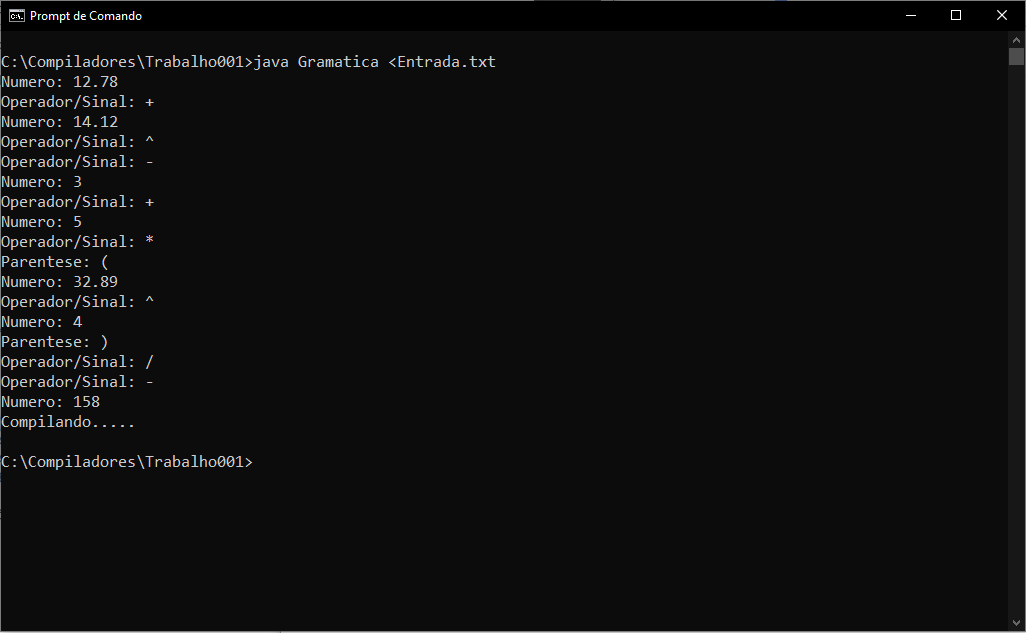 Prompt de Comando
C:\Compiladores\Trabalho001>java Gramatica <Entrada.txt
Numero: 12.78
Operador/Sinal: +
Numero: 14.12
Operador/Sinal: ^
Operador/Sinal: -
Numero: 3
Operador/Sinal: +
Numero: 5
Operador/Sinal: *
Parentese: (
Numero: 32.89
Operador/Sinal: ^
Numero: 4
Parentese: )
Operador/Sinal: /
Operador/Sinal: -
Numero: 158
Compilando.....
C:\Compiladores\Trabalho001>